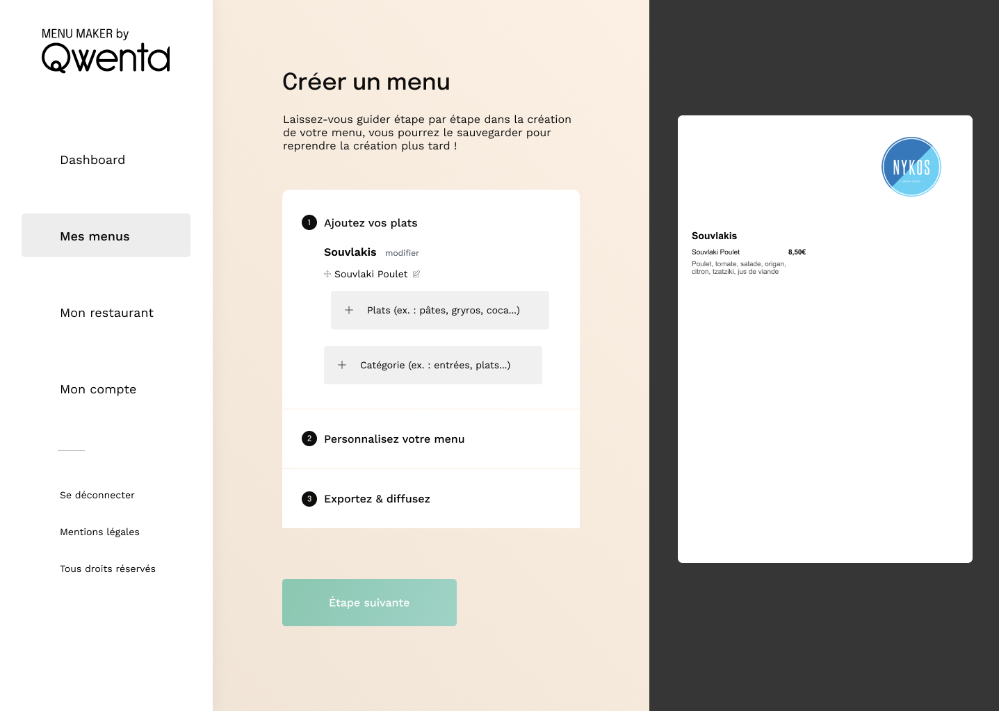 MENU MAKER by
Qwenta
Dashboard
Mes menus
Mon restaurant
Mon compte
Se déconnecter
Mentions légales
Tous droits réservés
Créer un menu
Laissez-vous guider étape par étape dans la création
de votre menu, vous pourrez le sauvegarder pour
reprendre la création plus tard !
1 Ajoutez vos plats
Souvlakis modifier
Souvlaki Poulet
Plats (ex. : pâtes, gryros, coca...)
Catégorie (ex. : entrées, plats...)
2 Personnalisez votre menu
3 Exportez & diffusez
Étape suivante
NYKOS
Souvlakis
Souvlaki Poulet 8,50€
Poulet, tomate, salade, origan,
citron, tzatziki, jus de viande